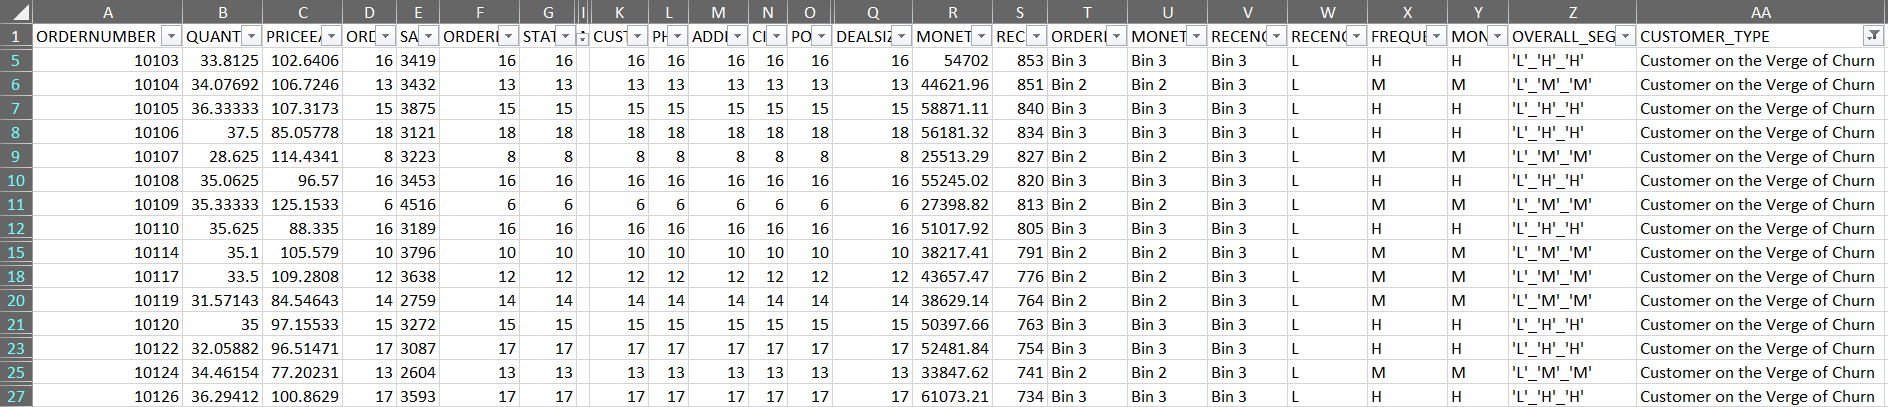 A B C D E F G I K L M N O Q R S T U V W X Y Z AA
1 ORDERNUMBER QUANT PRICEEA ORD SA ORDERI STAT CUST PH ADDI CI PO DEALSIZ MONET REC ORDERI MONET RECENC RECENC FREQUE MON OVERALL_SEG CUSTOMER_TYPE
5 10103 33.8125 102.6406 16 3419 16 16 16 16 16 16 16 16 54702 853 Bin 3 Bin 3 Bin 3 L H H 'L'_'H'_'H' Customer on the Verge of Churn
6 10104 34.07692 106.7246 13 3432 13 13 13 13 13 13 13 13 44621.96 851 Bin 2 Bin 2 Bin 3 L M M 'L'_'M'_'M' Customer on the Verge of Churn
7 10105 36.33333 107.3173 15 3875 15 15 15 15 15 15 15 15 58871.11 840 Bin 3 Bin 3 Bin 3 L H H 'L'_'H'_'H' Customer on the Verge of Churn
8 10106 37.5 85.05778 18 3121 18 18 18 18 18 18 18 18 56181.32 834 Bin 3 Bin 3 Bin 3 L H H 'L'_'H'_'H' Customer on the Verge of Churn
9 10107 28.625 114.4341 8 3223 8 8 8 8 8 8 8 8 25513.29 827 Bin 2 Bin 2 Bin 3 L M M 'L'_'M'_'M' Customer on the Verge of Churn
10 10108 35.0625 96.57 16 3453 16 16 16 16 16 16 16 16 55245.02 820 Bin 3 Bin 3 Bin 3 L H H 'L'_'H'_'H' Customer on the Verge of Churn
11 10109 35.33333 125.1533 6 4516 6 6 6 6 6 6 6 6 27398.82 813 Bin 2 Bin 2 Bin 3 L M M 'L'_'M'_'M' Customer on the Verge of Churn
12 10110 35.625 88.335 16 3189 16 16 16 16 16 16 16 16 51017.92 805 Bin 3 Bin 3 Bin 3 L H H 'L'_'H'_'H' Customer on the Verge of Churn
15 10114 35.1 105.579 10 3796 10 10 10 10 10 10 10 10 38217.41 791 Bin 2 Bin 2 Bin 3 L M M 'L'_'M'_'M' Customer on the Verge of Churn
18 10117 33.5 109.2808 12 3638 12 12 12 12 12 12 12 12 43657.47 776 Bin 2 Bin 2 Bin 3 L M M 'L'_'M'_'M' Customer on the Verge of Churn
20 10119 31.57143 84.54643 14 2759 14 14 14 14 14 14 14 14 38629.14 764 Bin 2 Bin 2 Bin 3 L M M 'L'_'M'_'M' Customer on the Verge of Churn
21 10120 35 97.15533 15 3272 15 15 15 15 15 15 15 15 50397.66 763 Bin 3 Bin 3 Bin 3 L H H 'L'_'H'_'H' Customer on the Verge of Churn
23 10122 32.05882 96.51471 17 3087 17 17 17 17 17 17 17 17 52481.84 754 Bin 3 Bin 3 Bin 3 L H H 'L'_'H'_'H' Customer on the Verge of Churn
25 10124 34.46154 77.20231 13 2604 13 13 13 13 13 13 13 13 33847.62 741 Bin 2 Bin 2 Bin 3 L M M 'L'_'M'_'M' Customer on the Verge of Churn
27 10126 36.29412 100.8629 17 3593 17 17 17 17 17 17 17 17 61073.21 734 Bin 3 Bin 3 Bin 3 L H H 'L'_'H'_'H' Customer on the Verge of Churn